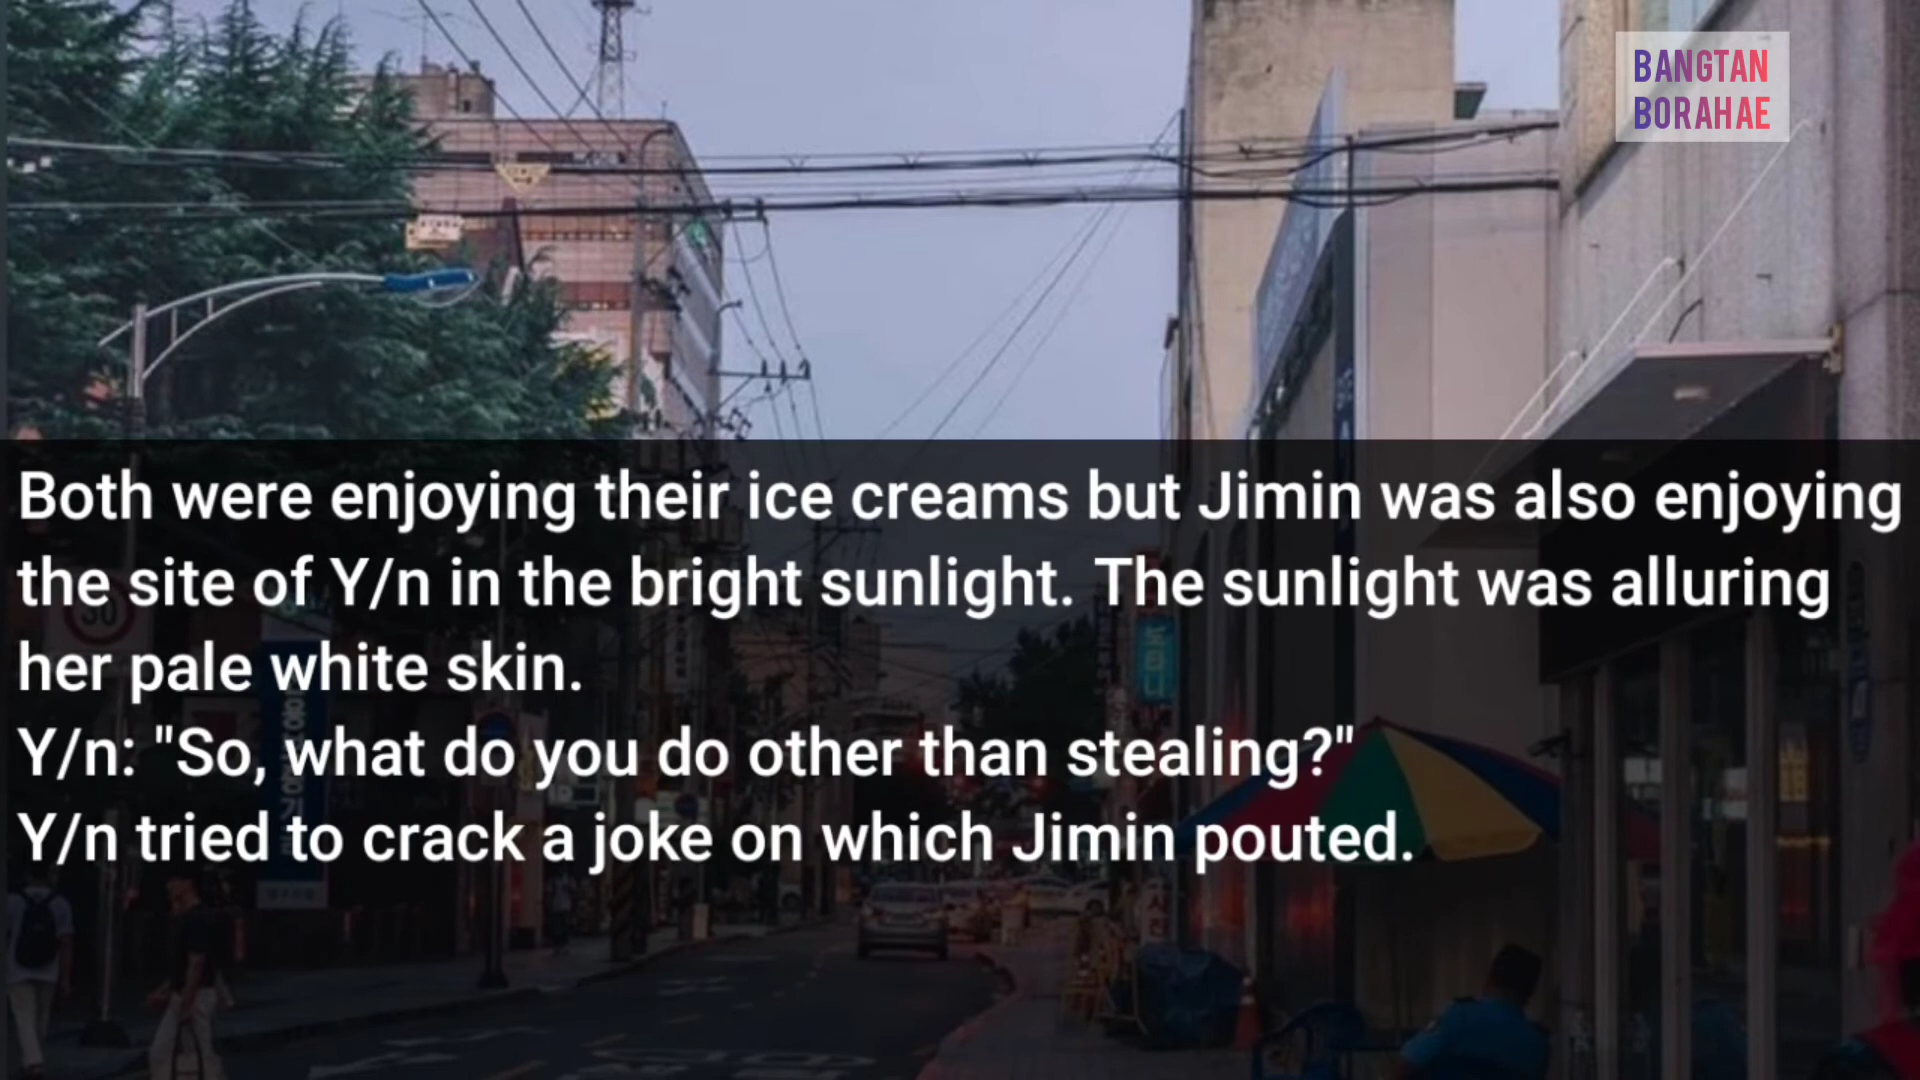 BANGTAN
BORAHAE
Both were enjoying their ice creams but Jimin was also enjoying
the site of Y/n in the bright sunlight. The sunlight was alluring
her pale white skin.
Y/n: "So, what do you do other than stealing?"
Y/n tried to crack a joke on which Jimin pouted.
30